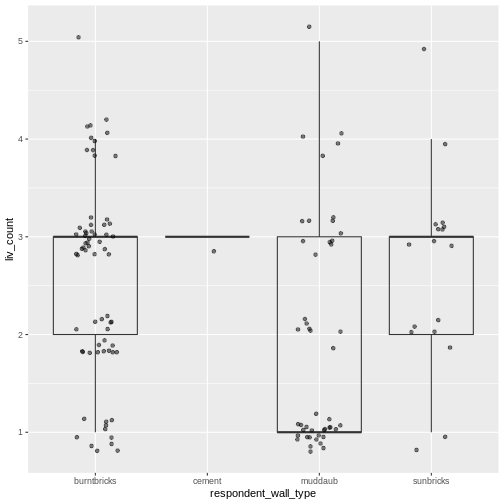 5
4
3
2
1
liv_count
burntbricks cement muddaub sunbricks
respondent_wall_type